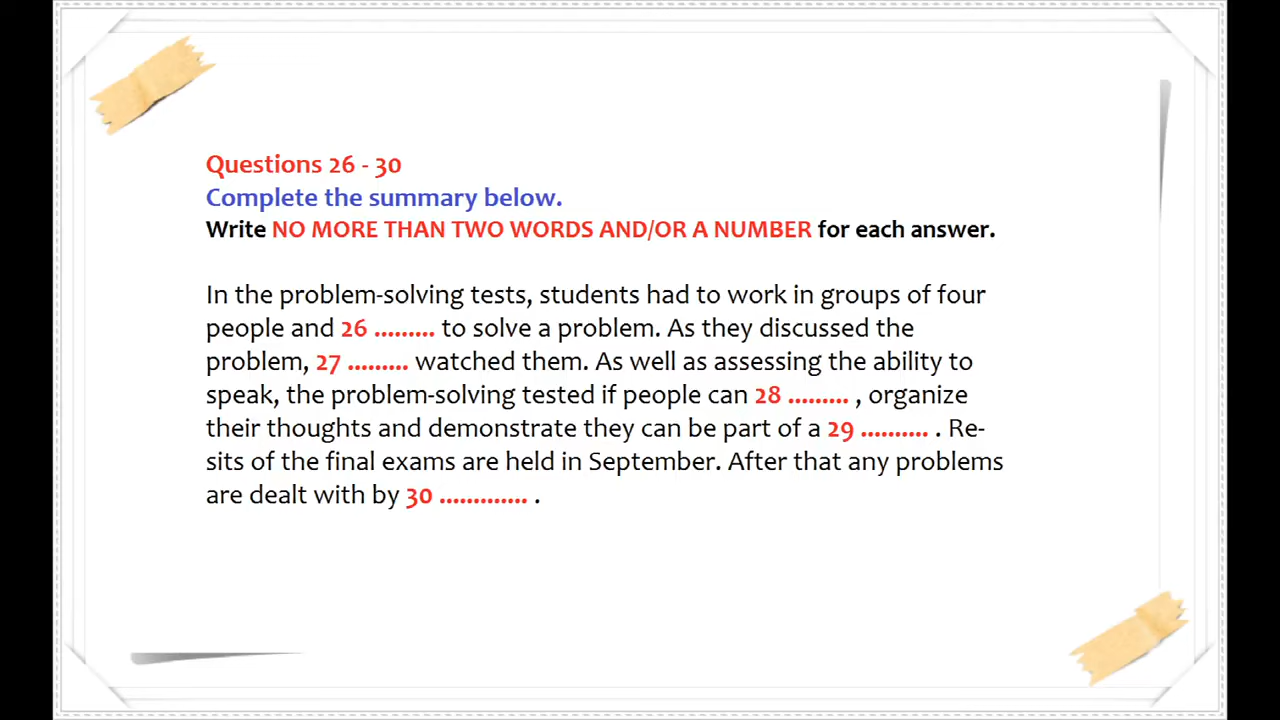 Questions 26 - 30
Complete the summary below.
Write NO MORE THAN TWO WORDS AND/OR A NUMBER for each answer.
In the problem-solving tests, students had to work in groups of four
people and 26 ......... to solve a problem. As they discussed the
problem, 27 ......... watched them. As well as assessing the ability to
speak, the problem-solving tested if people can 28 ......... , organize
their thoughts and demonstrate they can be part of a 29 .......... . Re-
sits of the final exams are held in September. After that any problems
are dealt with by 30 ............. .